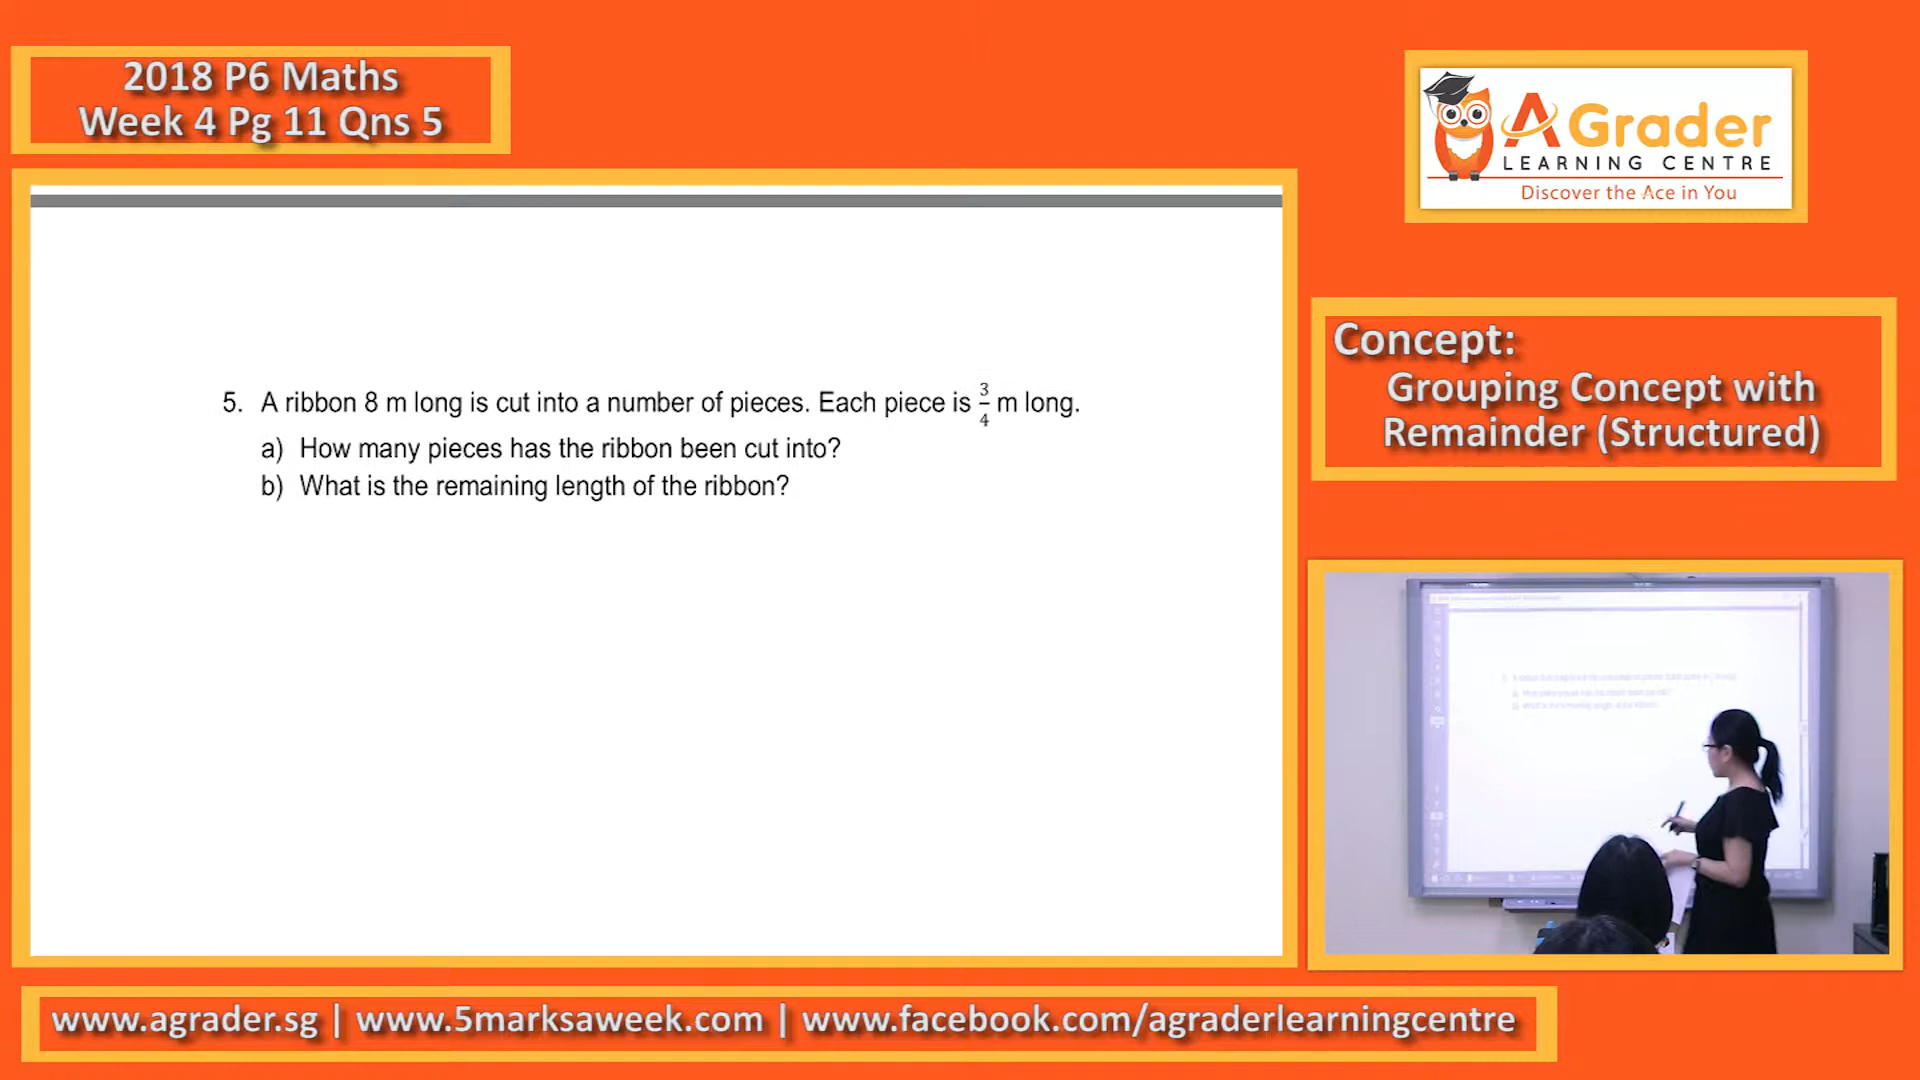 2018 P6 Maths
Week 4 Pg 11 Qns 5
A Grader
LEARNING CENTRE
Discover the Ace in You
5. A ribbon 8 m long is cut into a number of pieces. Each piece is 3/4 m long.
a) How many pieces has the ribbon been cut into?
b) What is the remaining length of the ribbon?
Concept:
Grouping Concept with
Remainder (Structured)
www.agrader.sg | www.5marksaweek.com | www.facebook.com/agraderlearningcentre